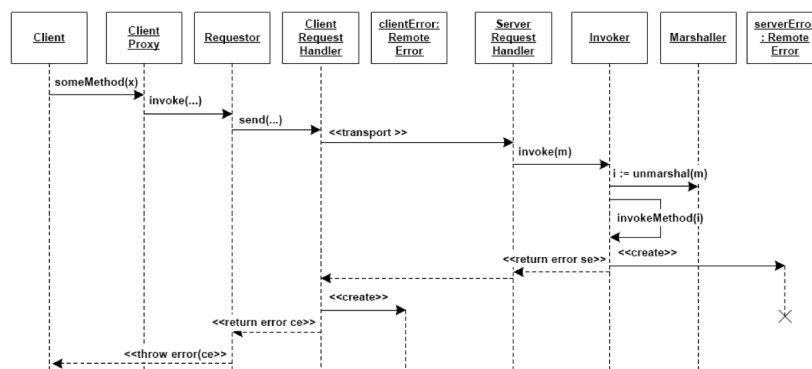 Client
Client
Proxy
Requestor
Client
Request
Handler
clientError:
Remote
Error
Server
Request
Handler
Invoker
Marshaller
serverErro
: Remote
Error
someMethod(x)
invoke(...)
send(...)
<<transport >>
invoke(m)
i := unmarshal(m)
invokeMethod(i)
<<return error se>>
<<create>>
<<create>>
<<return error ce>>
<<throw error(ce>>